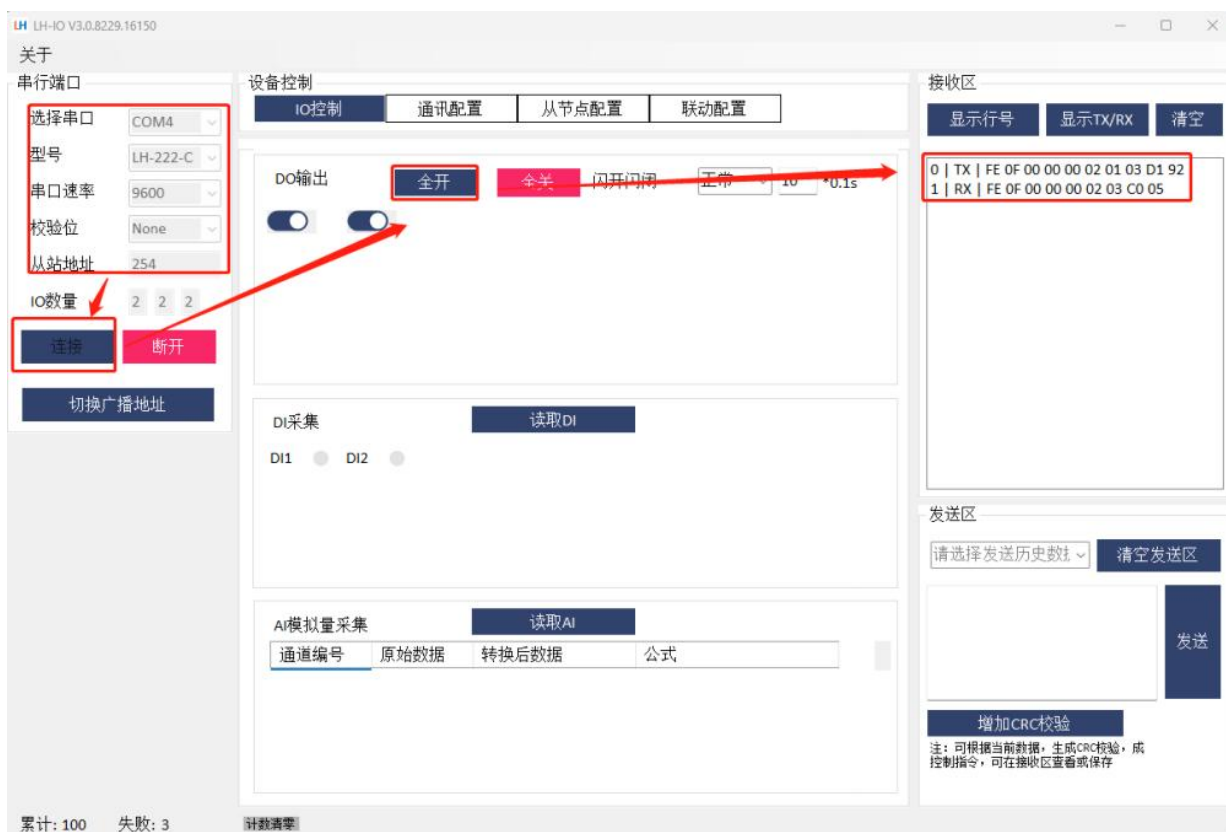 LH LH-IO V3.0.8229.16150
关于
串行端口
选择串口 COM4
型号 LH-222-C
串口速率 9600
校验位 None
从站地址 254
IO数量 2 2 2
连接 断开
切换广播地址
设备控制
IO控制 通讯配置 从节点配置 联动配置
DO输出 全开 全关 闪开闪闭 正常 10 *0.1s
DI采集 读取DI
DI1 DI2
AI模拟量采集 读取AI
通道编号 原始数据 转换后数据 公式
接收区
显示行号 显示TX/RX 清空
0 | TX | FE 0F 00 00 00 02 01 03 D1 92
1 | RX | FE 0F 00 00 00 02 03 C0 05
发送区
请选择发送历史数 清空发送区
发送
增加CRC校验
注：可根据当前数据，生成CRC校验，成
控制指令，可在接收区查看或保存
累计: 100 失败: 3 计数清零